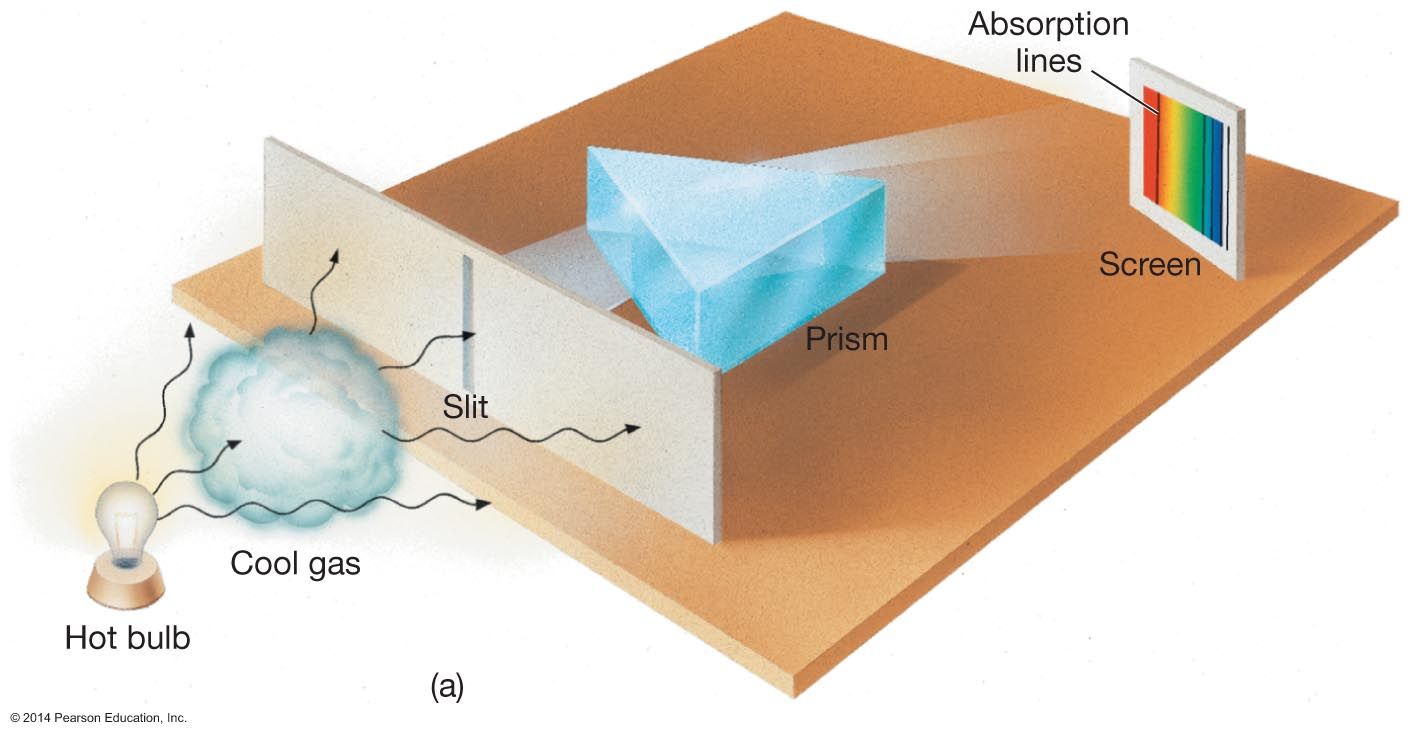 Absorption
lines
Screen
Prism
Slit
Cool gas
Hot bulb
(a)
© 2014 Pearson Education, Inc.